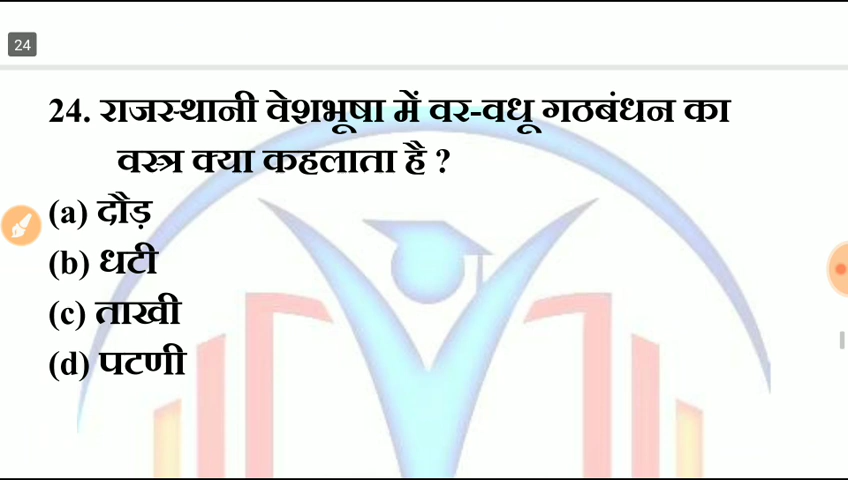 24
24. राजस्थानी वेशभूषा में वर-वधू गठबंधन का
वस्त्र क्या कहलाता है ?
(a) दौड़
(b) धटी
(c) ताखी
(d) पटणी